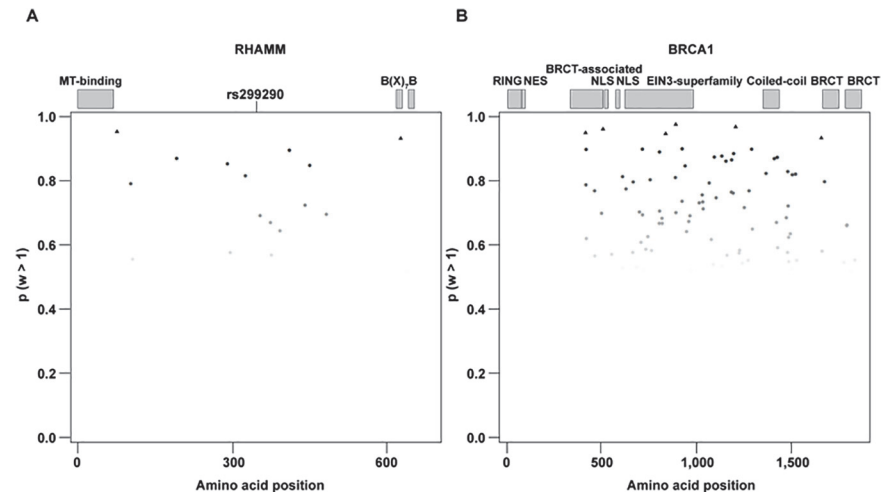 A
B
RHAMM
BRCA1
MT-binding
rs299290
B(X)₇B
BRCT-associated
RING NES NLS NLS EIN3-superfamily Coiled-coil BRCT BRCT
1.0
0.8
0.6
0.4
0.2
0.0
p (w > 1)
0 300 600
Amino acid position
1.0
0.8
0.6
0.4
0.2
0.0
p (w > 1)
0 500 1,000 1,500
Amino acid position